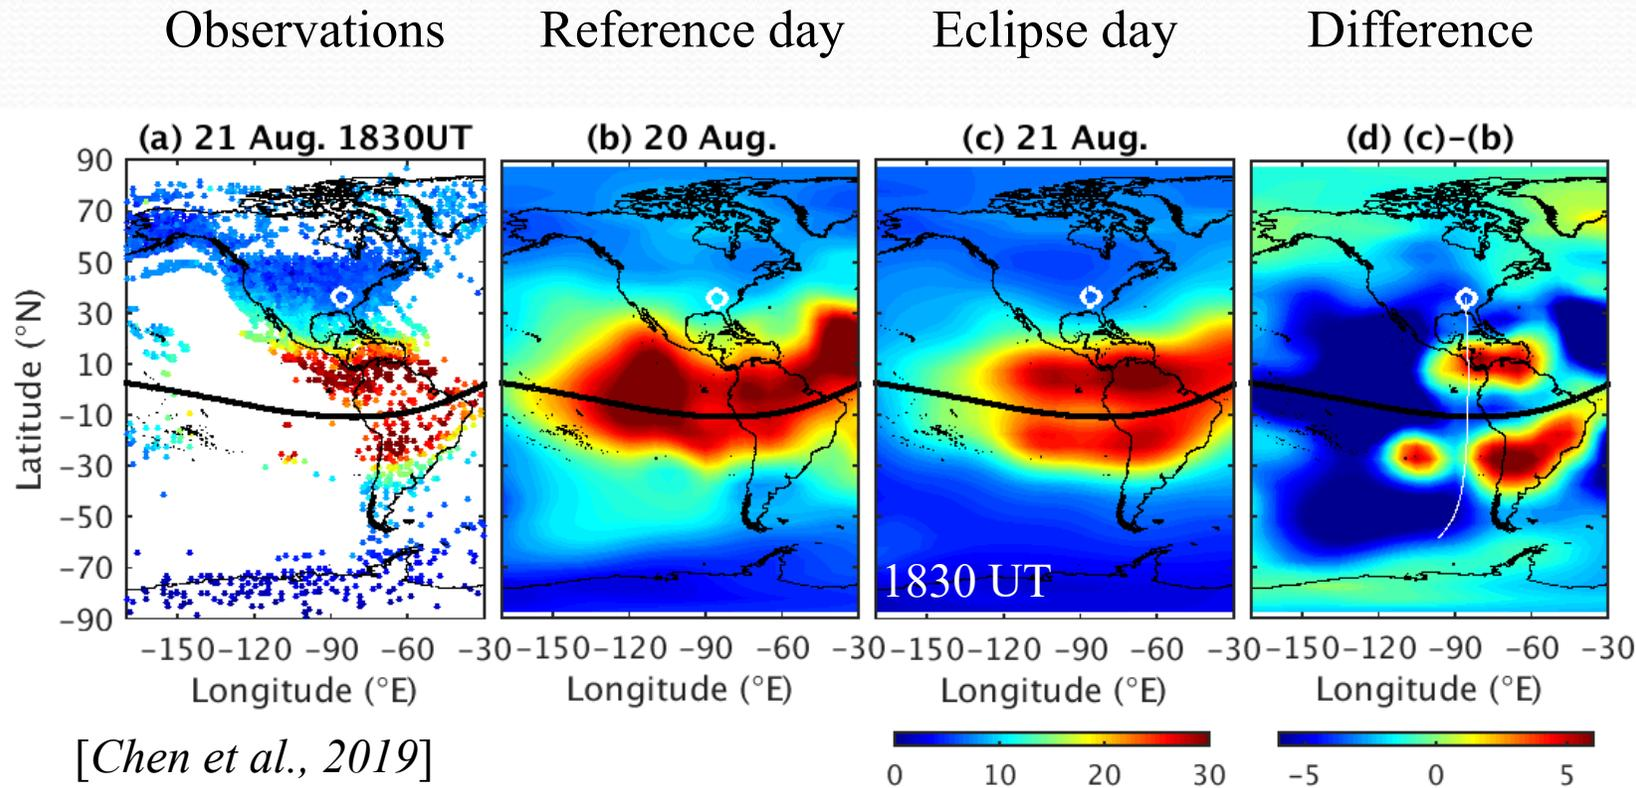 Observations Reference day Eclipse day Difference
(a) 21 Aug. 1830UT (b) 20 Aug. (c) 21 Aug. (d) (c)–(b)
Latitude (°N)
90
70
50
30
10
−10
−30
−50
−70
−90
1830 UT
−150 −120 −90 −60 −30 −150 −120 −90 −60 −30 −150 −120 −90 −60 −30 −150 −120 −90 −60 −30
Longitude (°E) Longitude (°E) Longitude (°E) Longitude (°E)
[Chen et al., 2019]
0 10 20 30 −5 0 5